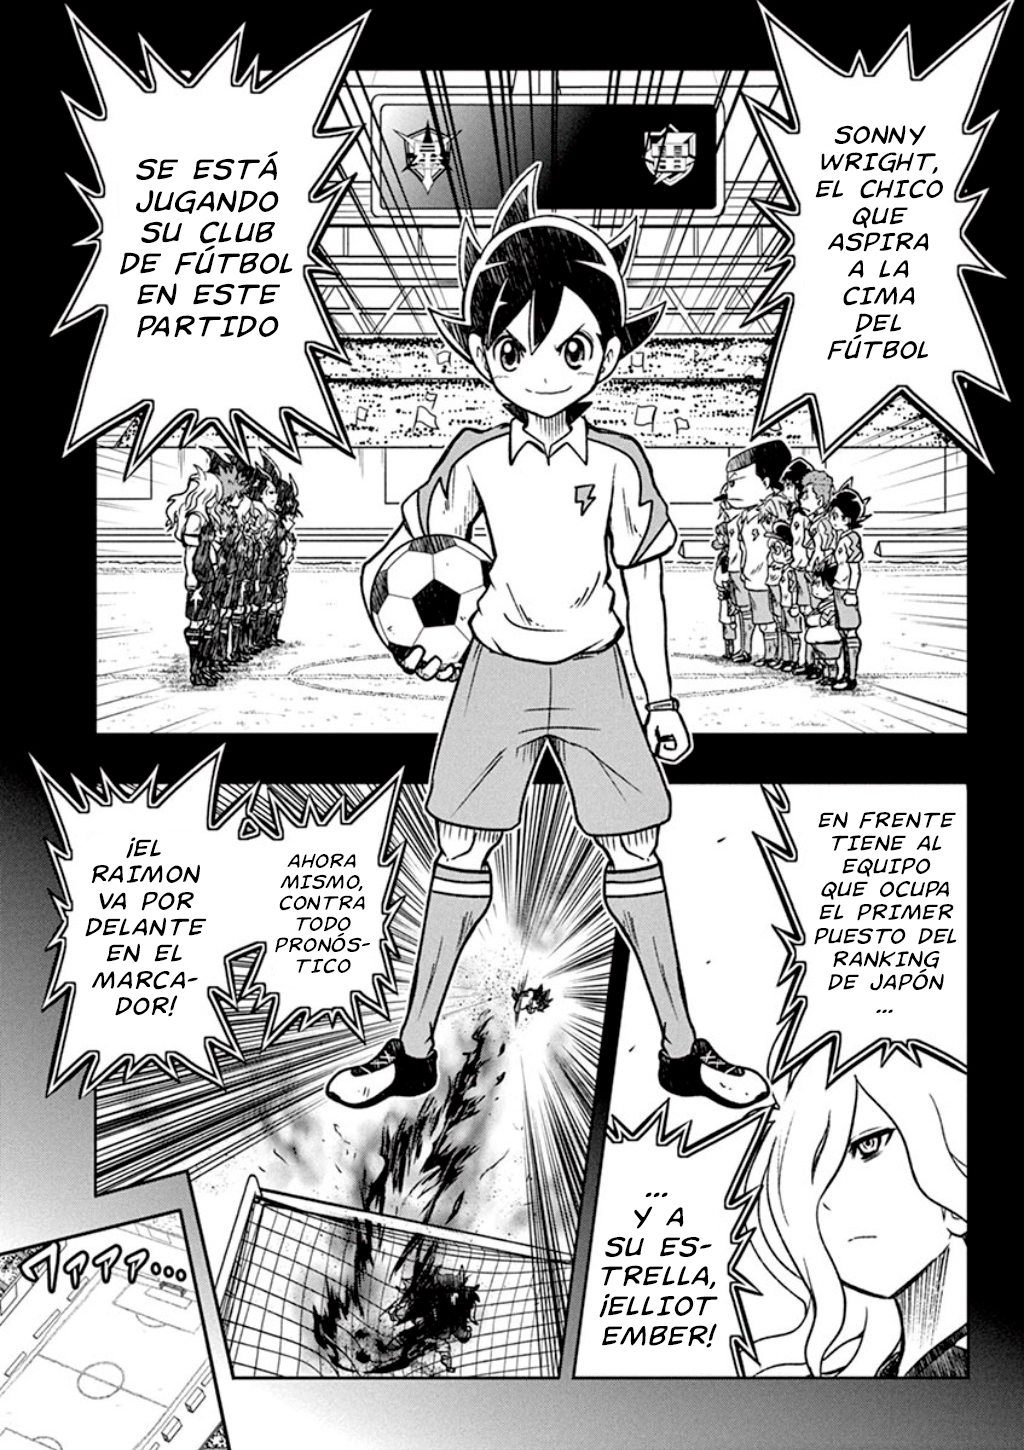 SONNY
WRIGHT,
EL CHICO
QUE
ASPIRA
A LA
CIMA
DEL
FÚTBOL
SE ESTÁ
JUGANDO
SU CLUB
DE FÚTBOL
EN ESTE
PARTIDO
EN FRENTE
TIENE AL
EQUIPO
QUE OCUPA
EL PRIMER
PUESTO DEL
RANKING
DE JAPÓN
...
...
Y A
SU ES-
TRELLA,
¡ELLIOT
EMBER!
AHORA
MISMO,
CONTRA
TODO
PRONÓS-
TICO
¡EL
RAIMON
VA POR
DELANTE
EN EL
MARCA-
DOR!
ワァァァ...